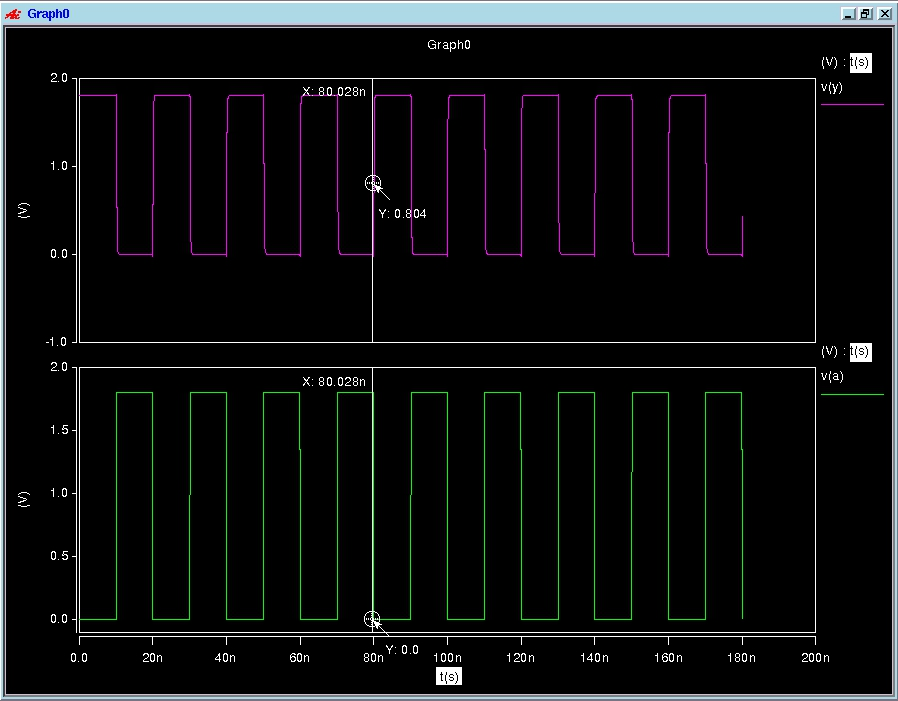 Graph0
Graph0
(V) : t(s)
v(y)
2.0
X: 80.028n
1.0
Y: 0.804
(V)
0.0
-1.0
(V) : t(s)
v(a)
2.0
X: 80.028n
1.5
1.0
(V)
0.5
0.0
Y: 0.0
0.0 20n 40n 60n 80n 100n 120n 140n 160n 180n 200n
t(s)